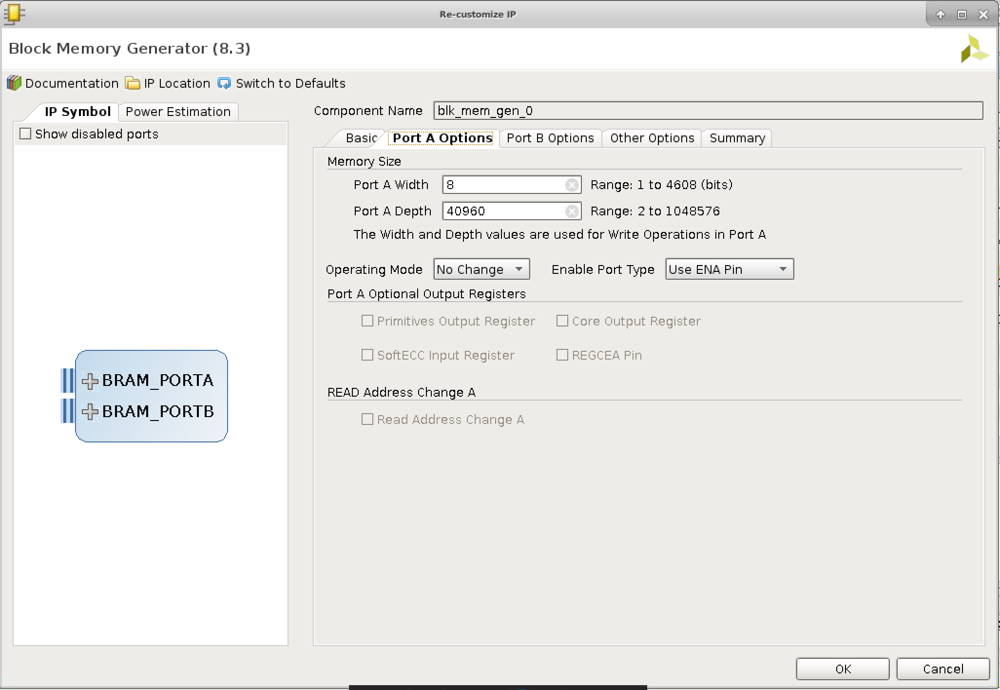 Re-customize IP
Block Memory Generator (8.3)
Documentation IP Location Switch to Defaults
IP Symbol Power Estimation
Show disabled ports
BRAM_PORTA
BRAM_PORTB
Component Name blk_mem_gen_0
Basic Port A Options Port B Options Other Options Summary
Memory Size
Port A Width 8 Range: 1 to 4608 (bits)
Port A Depth 40960 Range: 2 to 1048576
The Width and Depth values are used for Write Operations in Port A
Operating Mode No Change Enable Port Type Use ENA Pin
Port A Optional Output Registers
Primitives Output Register Core Output Register
SoftECC Input Register REGCEA Pin
READ Address Change A
Read Address Change A
OK Cancel